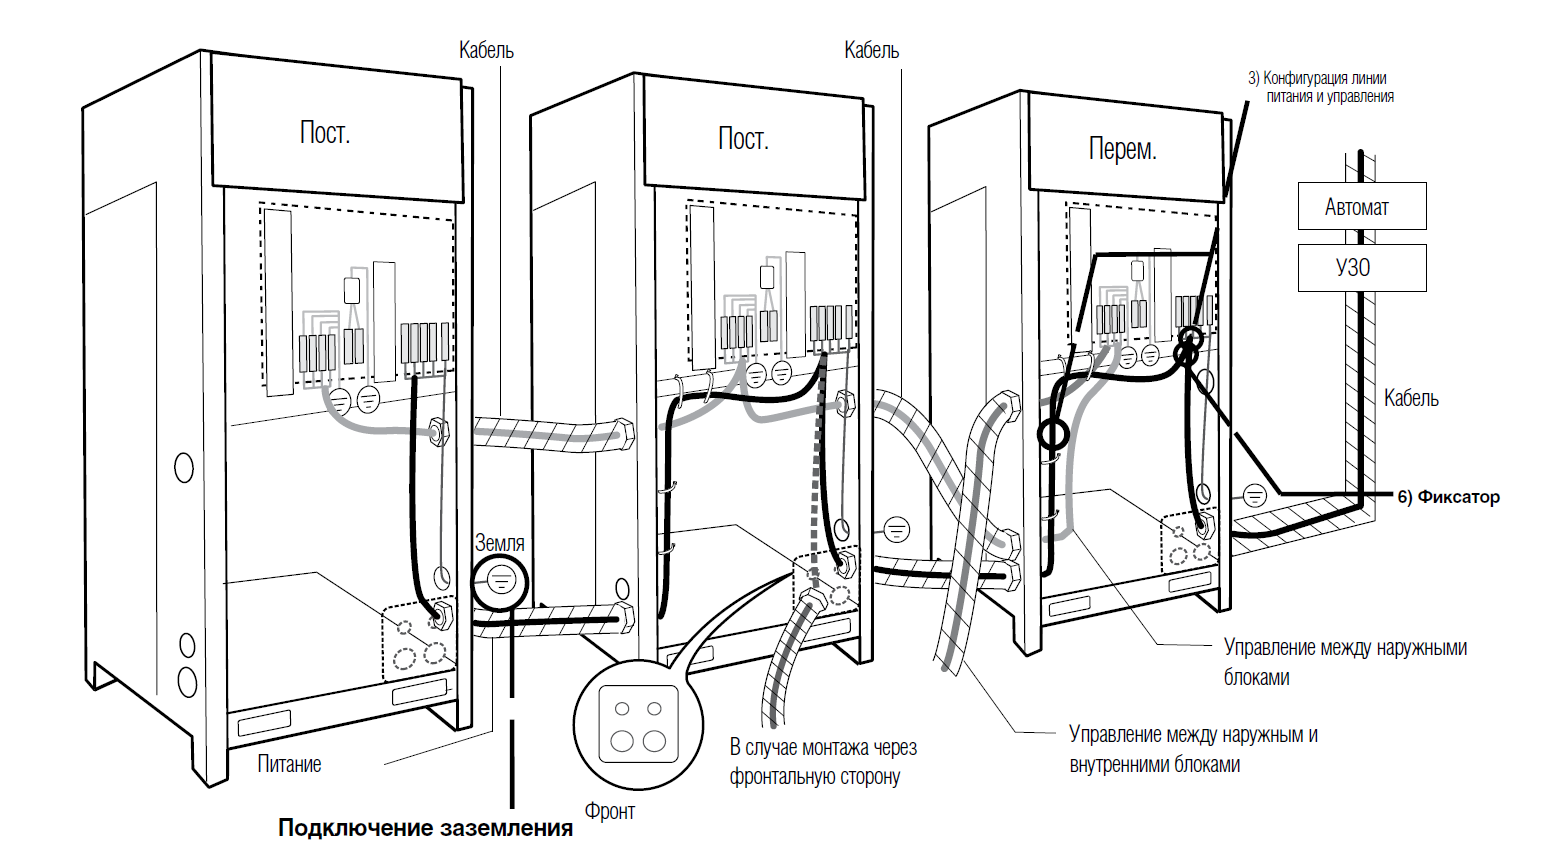 Кабель
Кабель
3) Конфигурация линии
питания и управления
Пост.
Пост.
Перем.
Автомат
УЗО
Кабель
6) Фиксатор
Земля
Управление между наружными
блоками
Управление между наружным и
внутренними блоками
В случае монтажа через
фронтальную сторону
Питание
Фронт
Подключение заземления